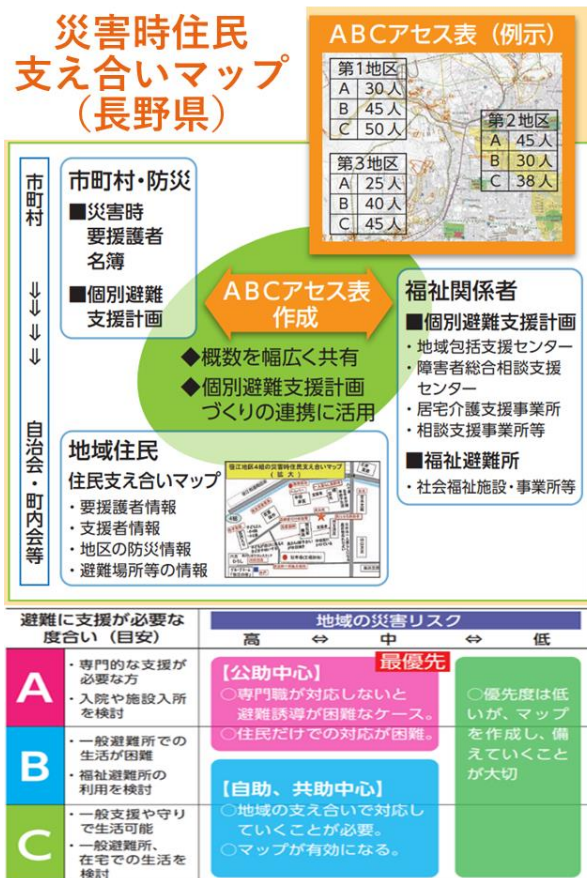 災害時住民
支え合いマップ
（長野県）
ABCアセス表（例示）
第1地区
A 30人
B 45人
C 50人
第2地区
A 45人
B 30人
C 38人
第3地区
A 25人
B 40人
C 45人
市町村
⇓⇓⇓⇓
自治会・町内会等
市町村・防災
■災害時
要援護者
名簿
■個別避難
支援計画
ABCアセス表
作成
◆概数を幅広く共有
◆個別避難支援計画
づくりの連携に活用
福祉関係者
■個別避難支援計画
・地域包括支援センター
・障害者総合相談支援
センター
・居宅介護支援事業所
・相談支援事業所等
■福祉避難所
・社会福祉施設・事業所等
地域住民
住民支え合いマップ
・要援護者情報
・支援者情報
・地区の防災情報
・避難場所等の情報
避難に支援が必要な
度合い（目安）
地域の災害リスク
高 ⇔ 中 ⇔ 低
A
・専門的な支援が
必要な方
・入院や施設入所
を検討
B
・一般避難所での
生活が困難
・福祉避難所の
利用を検討
C
・一般支援や守り
で生活可能
・一般避難所、
在宅での生活を
検討
最優先
【公助中心】
○専門職が対応しないと
避難誘導が困難なケース。
○住民だけでの対応が困難。
【自助、共助中心】
○地域の支え合いで対応し
ていくことが必要。
○マップが有効になる。
○優先度は低
いが、マップ
を作成し、備
えていくこと
が大切